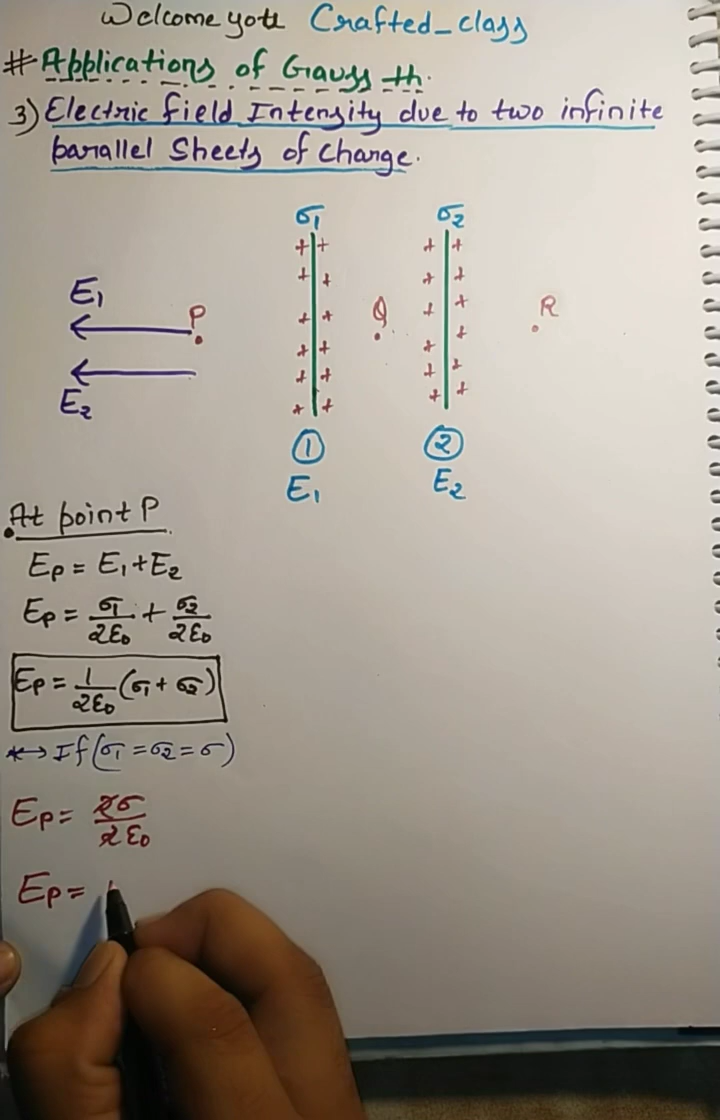 Welcome youtt Crafted_class
# Applications of Gauss th.
3) Electric field Intensity due to two infinite
parallel Sheets of Charge.
σ₁ σ₂
+ + + +
+ + + +
E₁ P Q R
+ + + +
+ + + +
+ + + +
E₂
+ + + +
① ②
E₁ E₂
At point P
Eₚ = E₁ + E₂
Eₚ = σ₁/2ε₀ + σ₂/2ε₀
Eₚ = 1/2ε₀ (σ₁ + σ₂)
*→ If (σ₁ = σ₂ = σ)
Eₚ = 2σ/2ε₀
Eₚ =